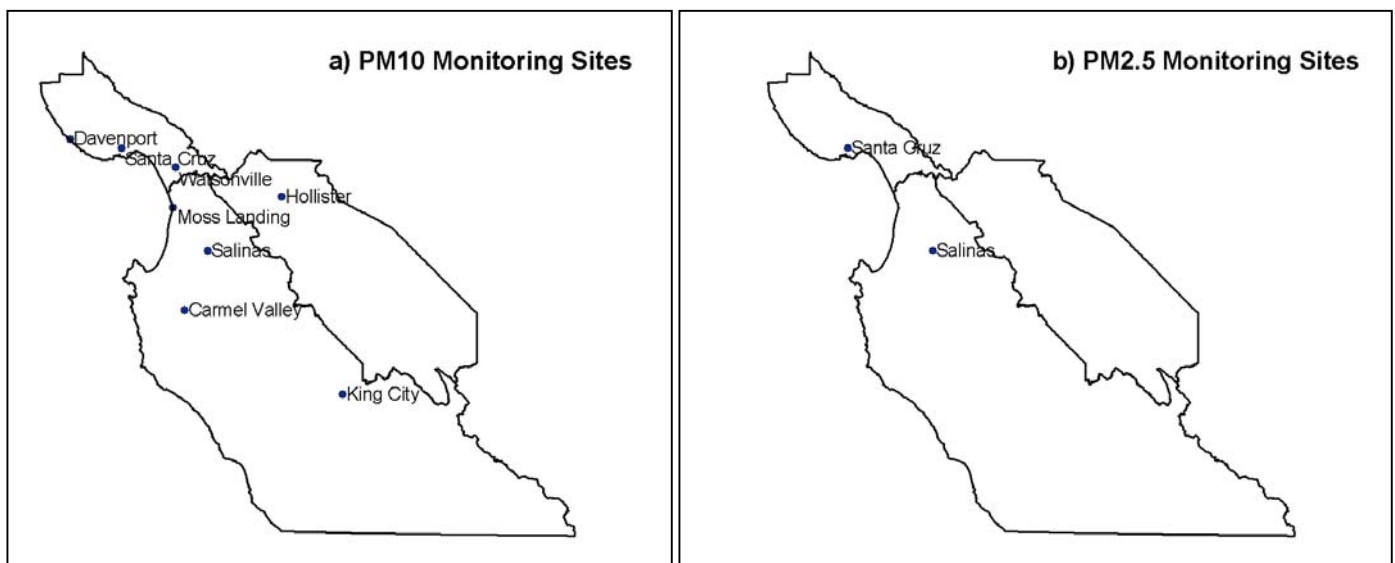 a) PM10 Monitoring Sites
Davenport
Santa Cruz
Watsonville
Hollister
Moss Landing
Salinas
Carmel Valley
King City
b) PM2.5 Monitoring Sites
Santa Cruz
Salinas